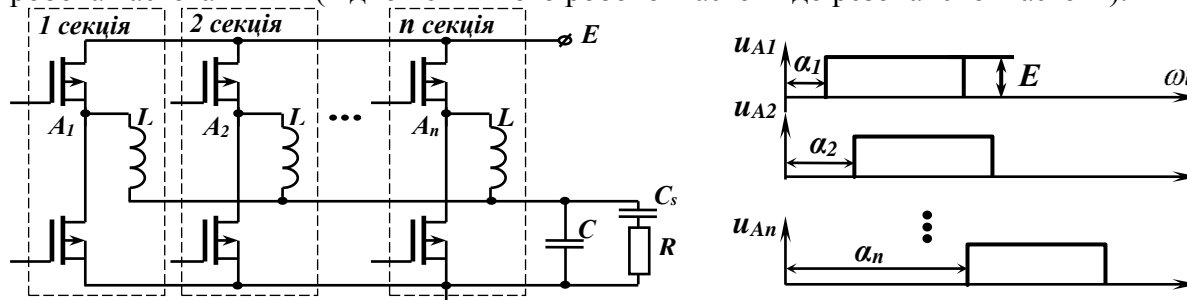 1 секція 2 секція n секція
E
A1 L A2 L ••• An L
C Cs R
uA1 α1 E
uA2 α2
uAn αn